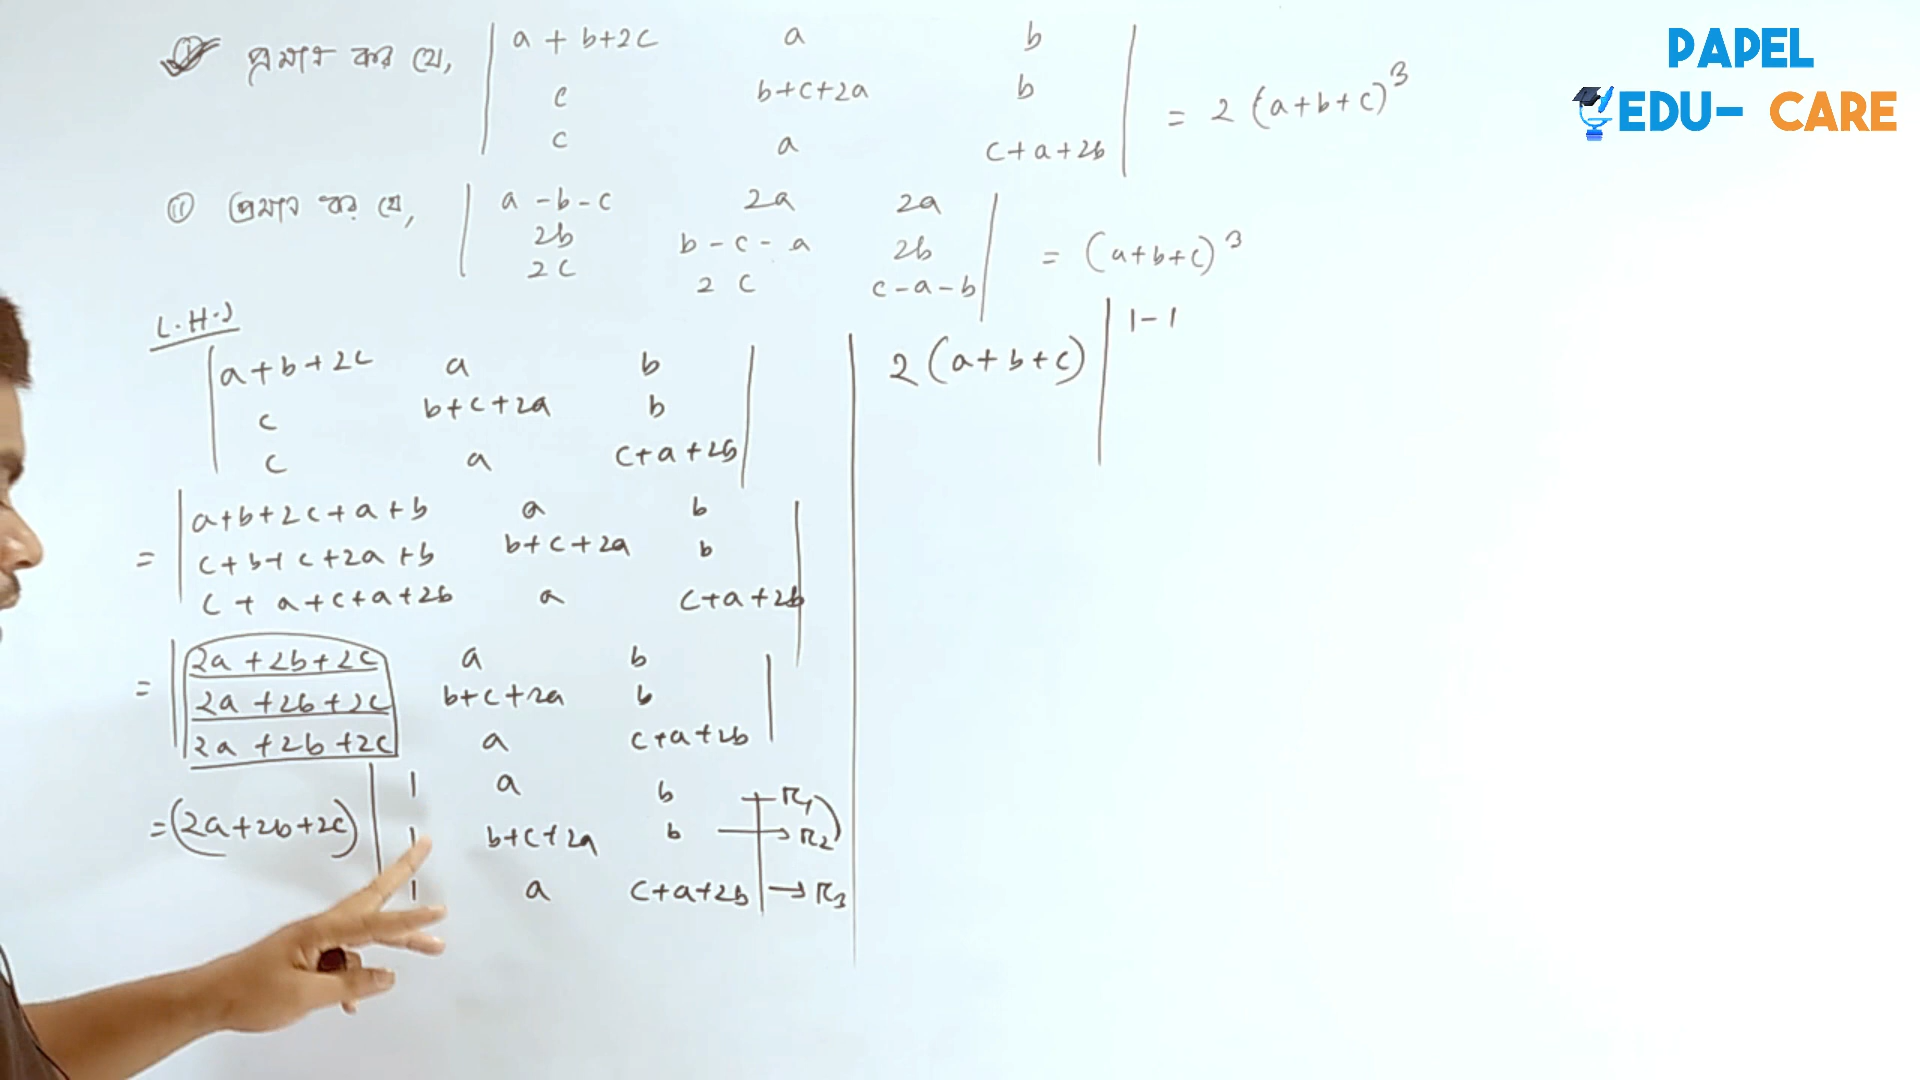 PAPEL
EDU- CARE
(i) প্রমাণ কর যে, | a + b+2c a b |
| c b+c+2a b | = 2 (a+b+c)³
| c a c+a+2b |
(ii) প্রমাণ কর যে, | a -b-c 2a 2a |
| 2b b-c-a 2b | = (a+b+c)³
| 2c 2c c-a-b |
L.H.S
| a+b+2c a b |
| c b+c+2a b |
| c a c+a+2b |
= | a+b+2c+a+b a b |
| c+b+c+2a+b b+c+2a b |
| c+a+c+a+2b a c+a+2b |
= | 2a+2b+2c a b |
| 2a+2b+2c b+c+2a b |
| 2a+2b+2c a c+a+2b |
=(2a+2b+2c) | 1 a b | → R₁
| 1 b+c+2a b | → R₂
| 1 a c+a+2b | → R₃
2(a+b+c) | 1-1